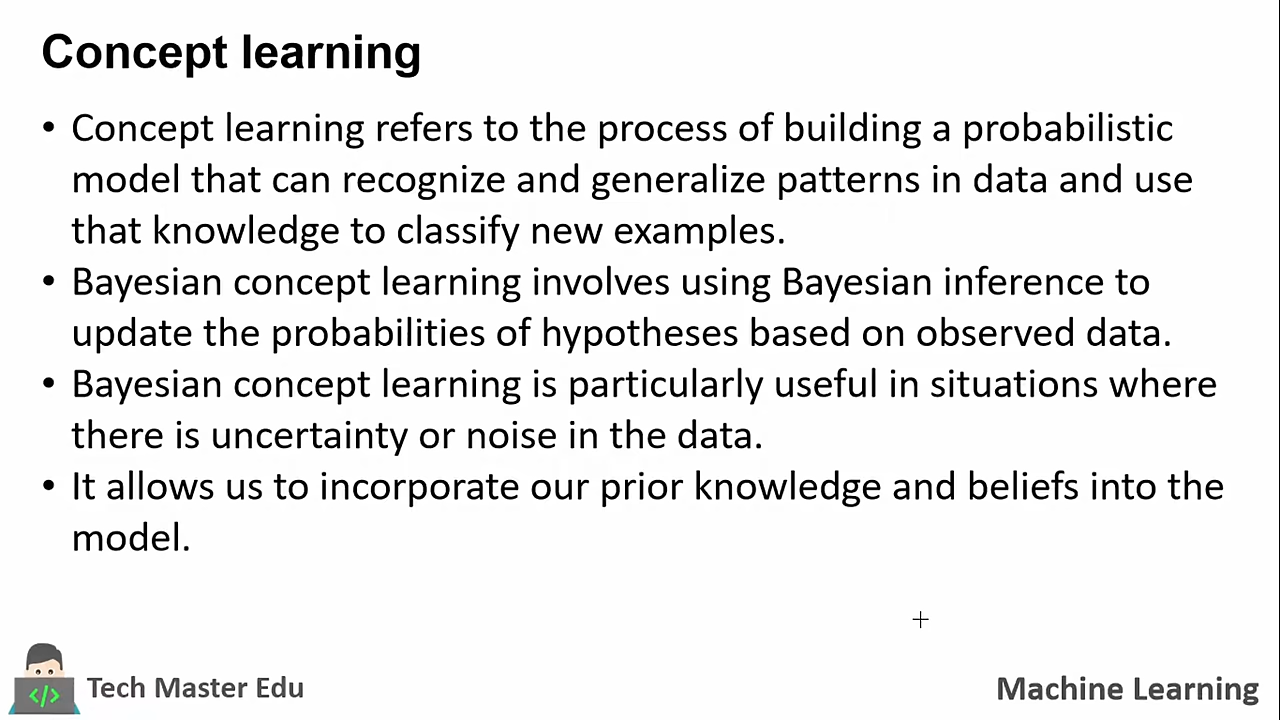 Concept learning
• Concept learning refers to the process of building a probabilistic
model that can recognize and generalize patterns in data and use
that knowledge to classify new examples.
• Bayesian concept learning involves using Bayesian inference to
update the probabilities of hypotheses based on observed data.
• Bayesian concept learning is particularly useful in situations where
there is uncertainty or noise in the data.
• It allows us to incorporate our prior knowledge and beliefs into the
model.
</>
Tech Master Edu
Machine Learning